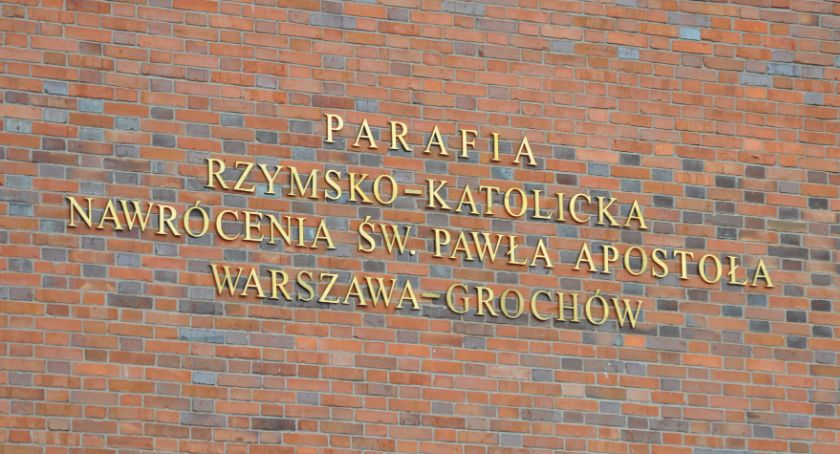 PARAFIA
RZYMSKO-KATOLICKA
NAWRÓCENIA ŚW. PAWŁA APOSTOŁA
WARSZAWA-GROCHÓW